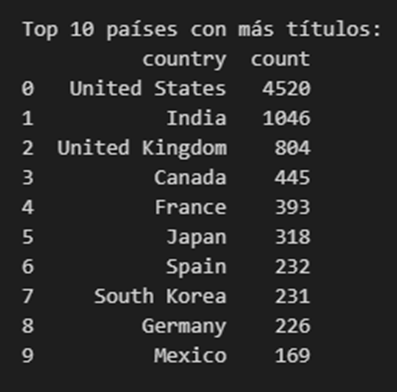 Top 10 países con más títulos:
country count
0 United States 4520
1 India 1046
2 United Kingdom 804
3 Canada 445
4 France 393
5 Japan 318
6 Spain 232
7 South Korea 231
8 Germany 226
9 Mexico 169